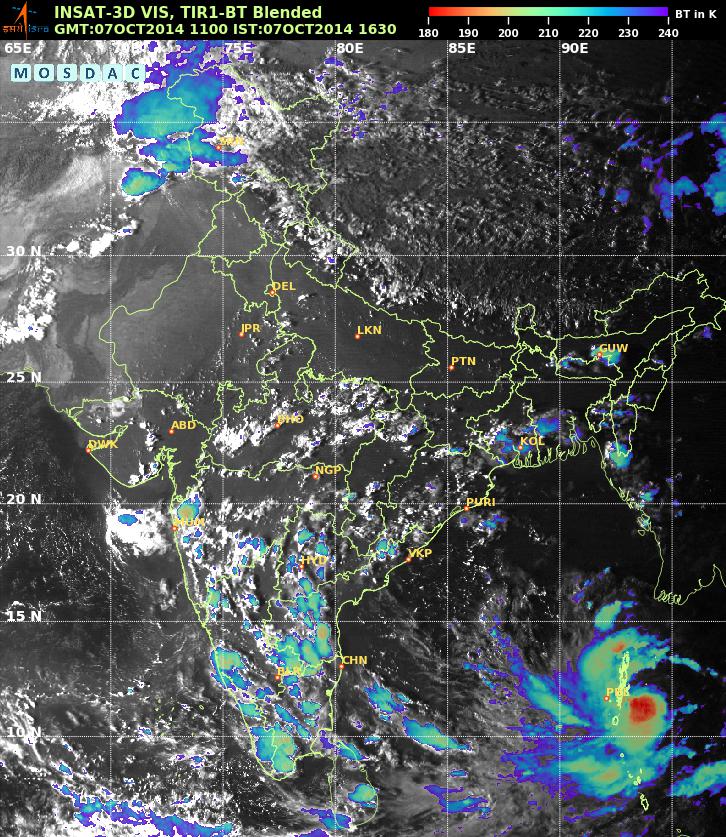 INSAT-3D VIS, TIR1-BT Blended
GMT:07OCT2014 1100 IST:07OCT2014 1630
BT in K
180 190 200 210 220 230 240
65E 75E 80E 85E 90E
MOSDAC
30 N
DEL
JPR LKN
GUW
PTN
25 N
ABD BHO
DWK KOL
NGP
20 N
PURI
MUM
VKP
HYD
15 N
CHN
BLR
10 N